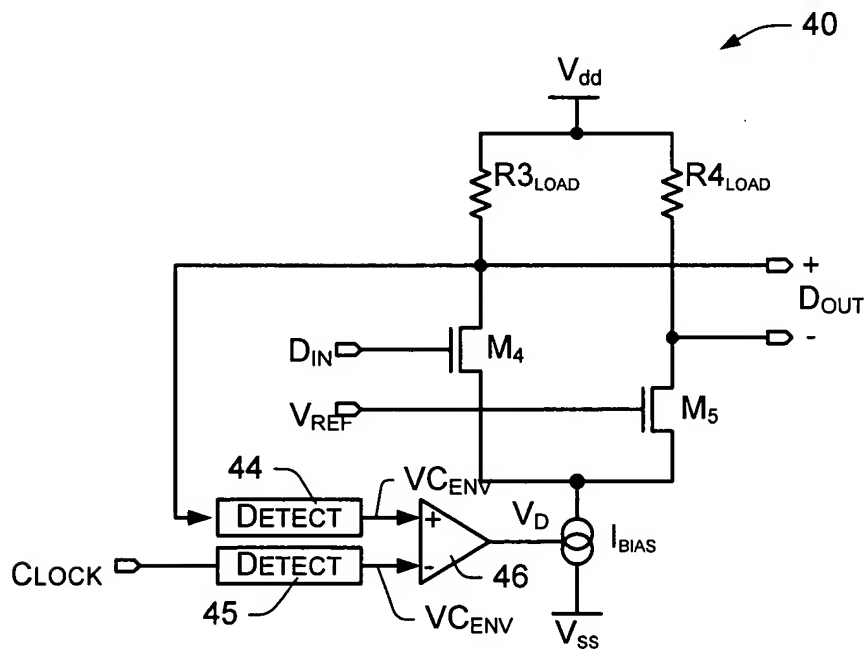 40
Vdd
R3LOAD R4LOAD
+
DOUT
-
DIN M4
VREF M5
44 VCENV
DETECT + VD IBIAS
CLOCK DETECT - 46
45 VCENV VSS